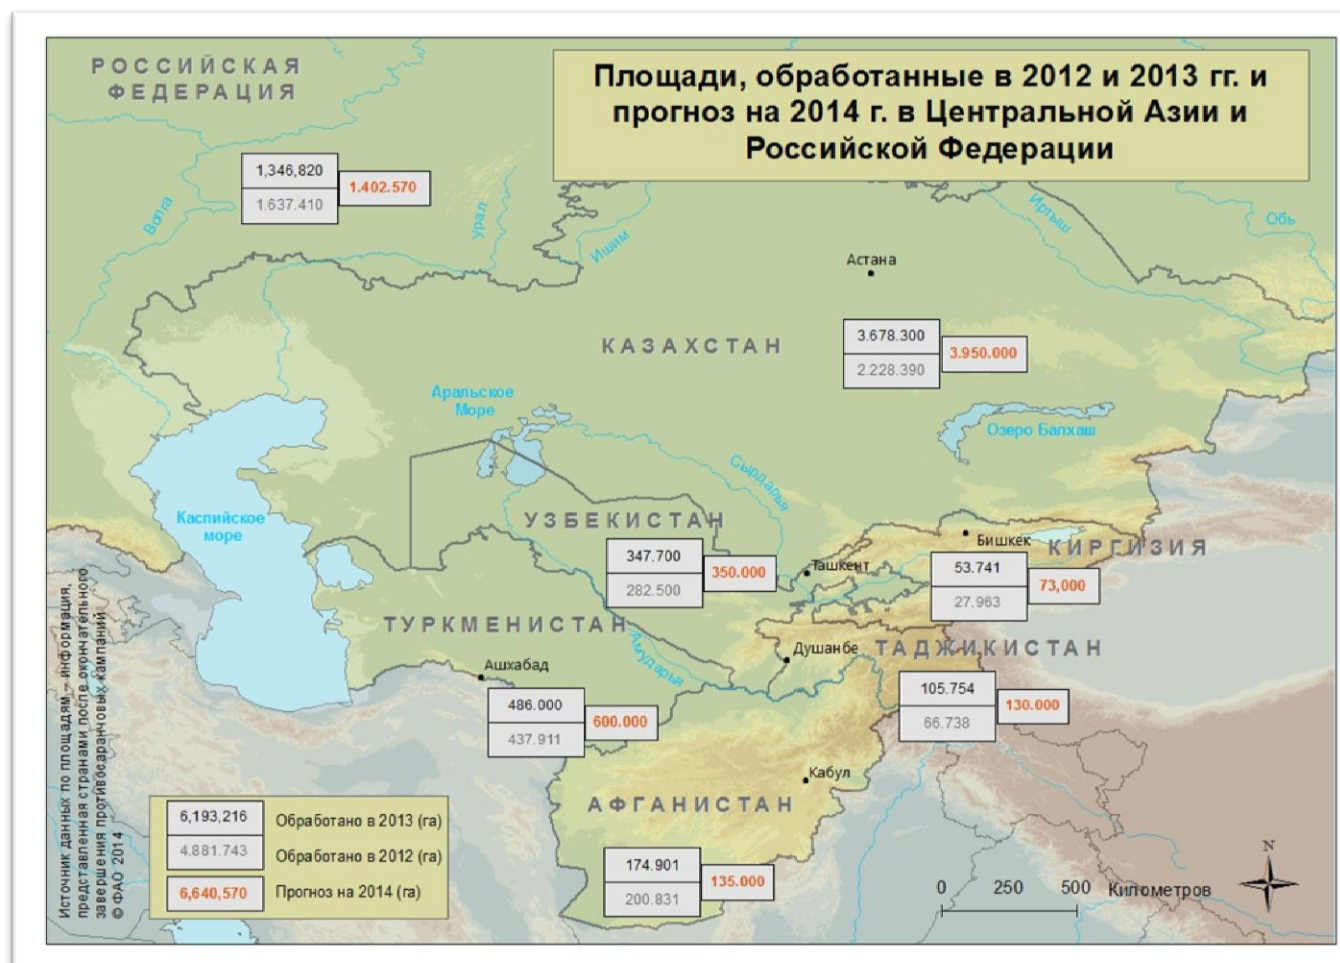 РОССИЙСКАЯ
ФЕДЕРАЦИЯ
Площади, обработанные в 2012 и 2013 гг. и
прогноз на 2014 г. в Центральной Азии и
Российской Федерации
1,346,820
1.637.410
1.402.570
Волга
Урал
Ишим
Иртыш
Обь
Астана
КАЗАХСТАН
3.678.300
2.228.390
3.950.000
Аральское
Море
Озеро Балхаш
Сырдарья
Каспийское
море
УЗБЕКИСТАН
347.700
282.500
350.000
Ташкент
Бишкек
КИРГИЗИЯ
53.741
27.963
73,000
ТУРКМЕНИСТАН
Амударья
Душанбе
ТАДЖИКИСТАН
105.754
66.738
130.000
Ашхабад
486.000
437.911
600.000
Кабул
АФГАНИСТАН
174.901
200.831
135.000
6,193,216
Обработано в 2013 (га)
4.881.743
Обработано в 2012 (га)
6,640,570
Прогноз на 2014 (га)
Источник данных по площадям – информация,
представленная странами после окончательного
завершения противосаранчовых кампаний
© ФАО 2014
0 250 500 Километров
N